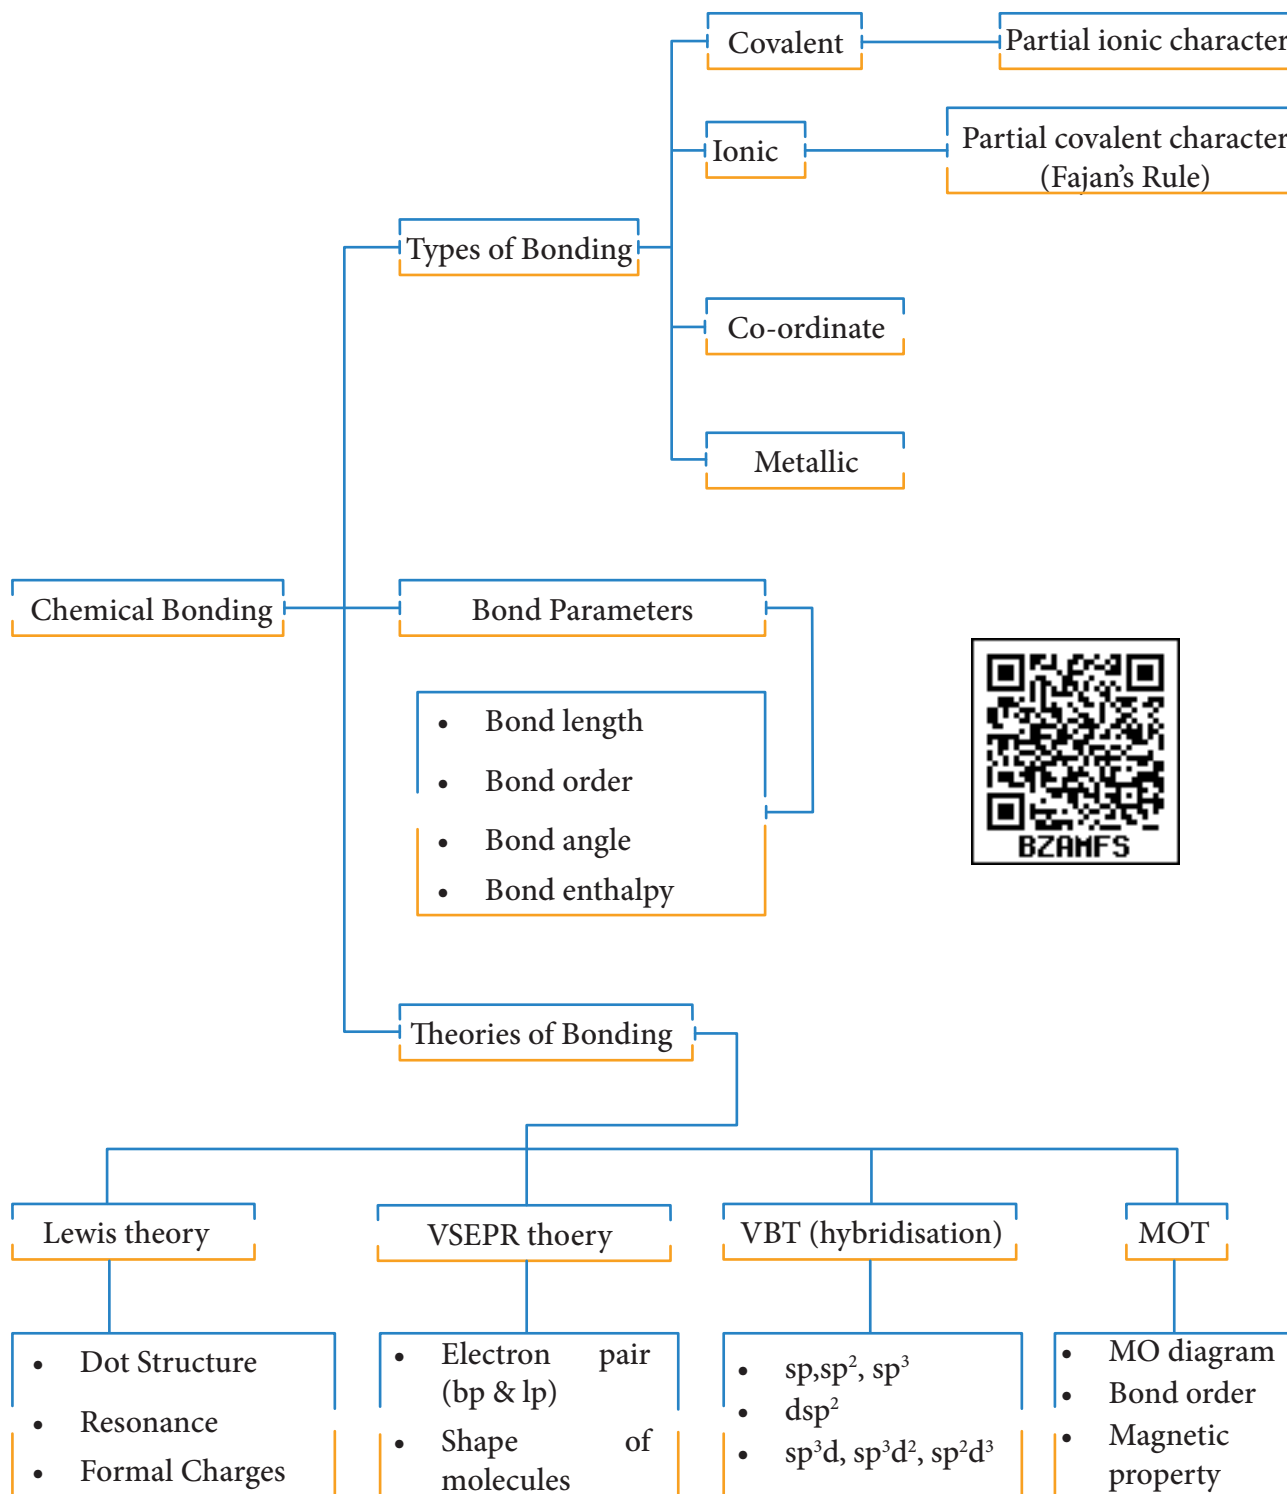 Covalent
Partial ionic character
Ionic
Partial covalent character
(Fajan's Rule)
Types of Bonding
Co-ordinate
Metallic
Chemical Bonding
Bond Parameters
• Bond length
• Bond order
• Bond angle
• Bond enthalpy
BZAMFS
Theories of Bonding
Lewis theory
VSEPR thoery
VBT (hybridisation)
MOT
• Dot Structure
• Resonance
• Formal Charges
• Electron pair
(bp & lp)
• Shape of
molecules
• sp,sp², sp³
• dsp²
• sp³d, sp³d², sp²d³
• MO diagram
• Bond order
• Magnetic
property